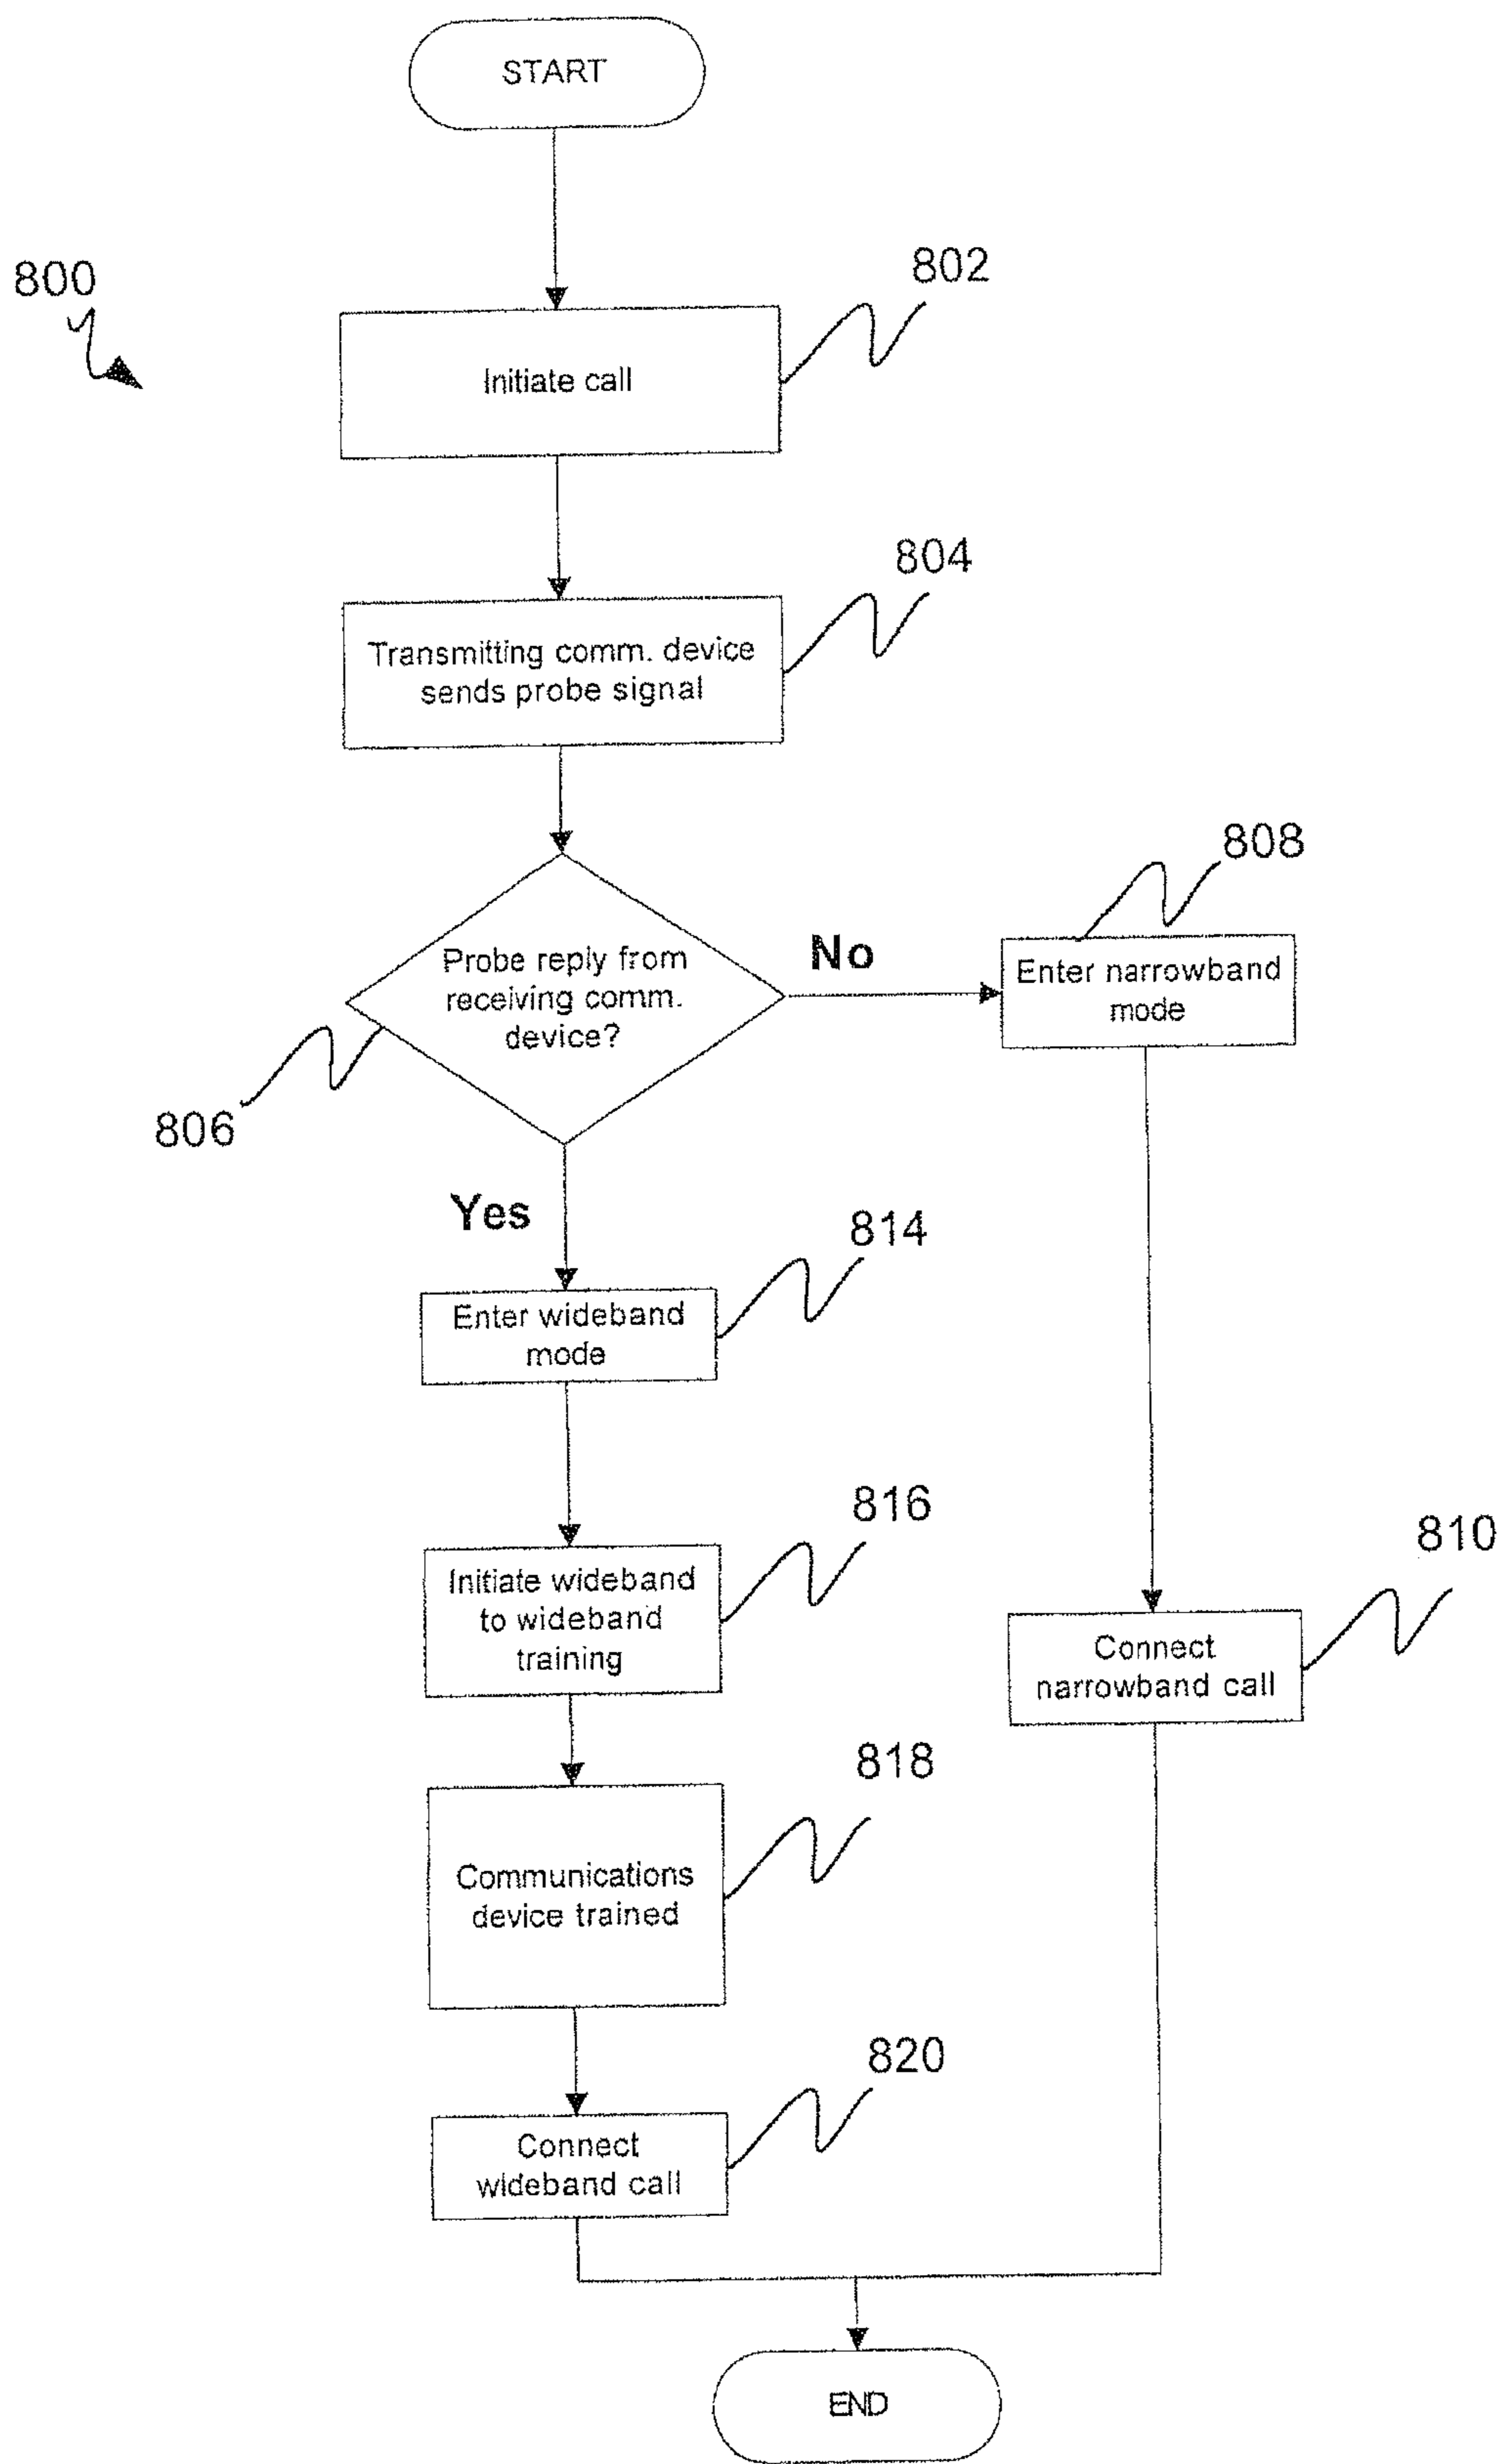 START
800
802
Initiate call
804
Transmitting comm. device
sends probe signal
808
Probe reply from
receiving comm.
device?
No
Enter narrowband
mode
806
Yes
814
Enter wideband
mode
816
Initiate wideband
to wideband
training
810
Connect
narrowband call
818
Communications
device trained
820
Connect
wideband call
END